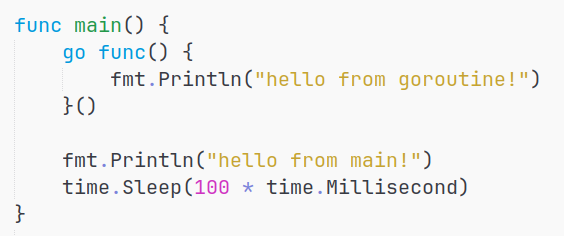 func main() {
    go func() {
        fmt.Println("hello from goroutine!")
    }()

    fmt.Println("hello from main!")
    time.Sleep(100 * time.Millisecond)
}